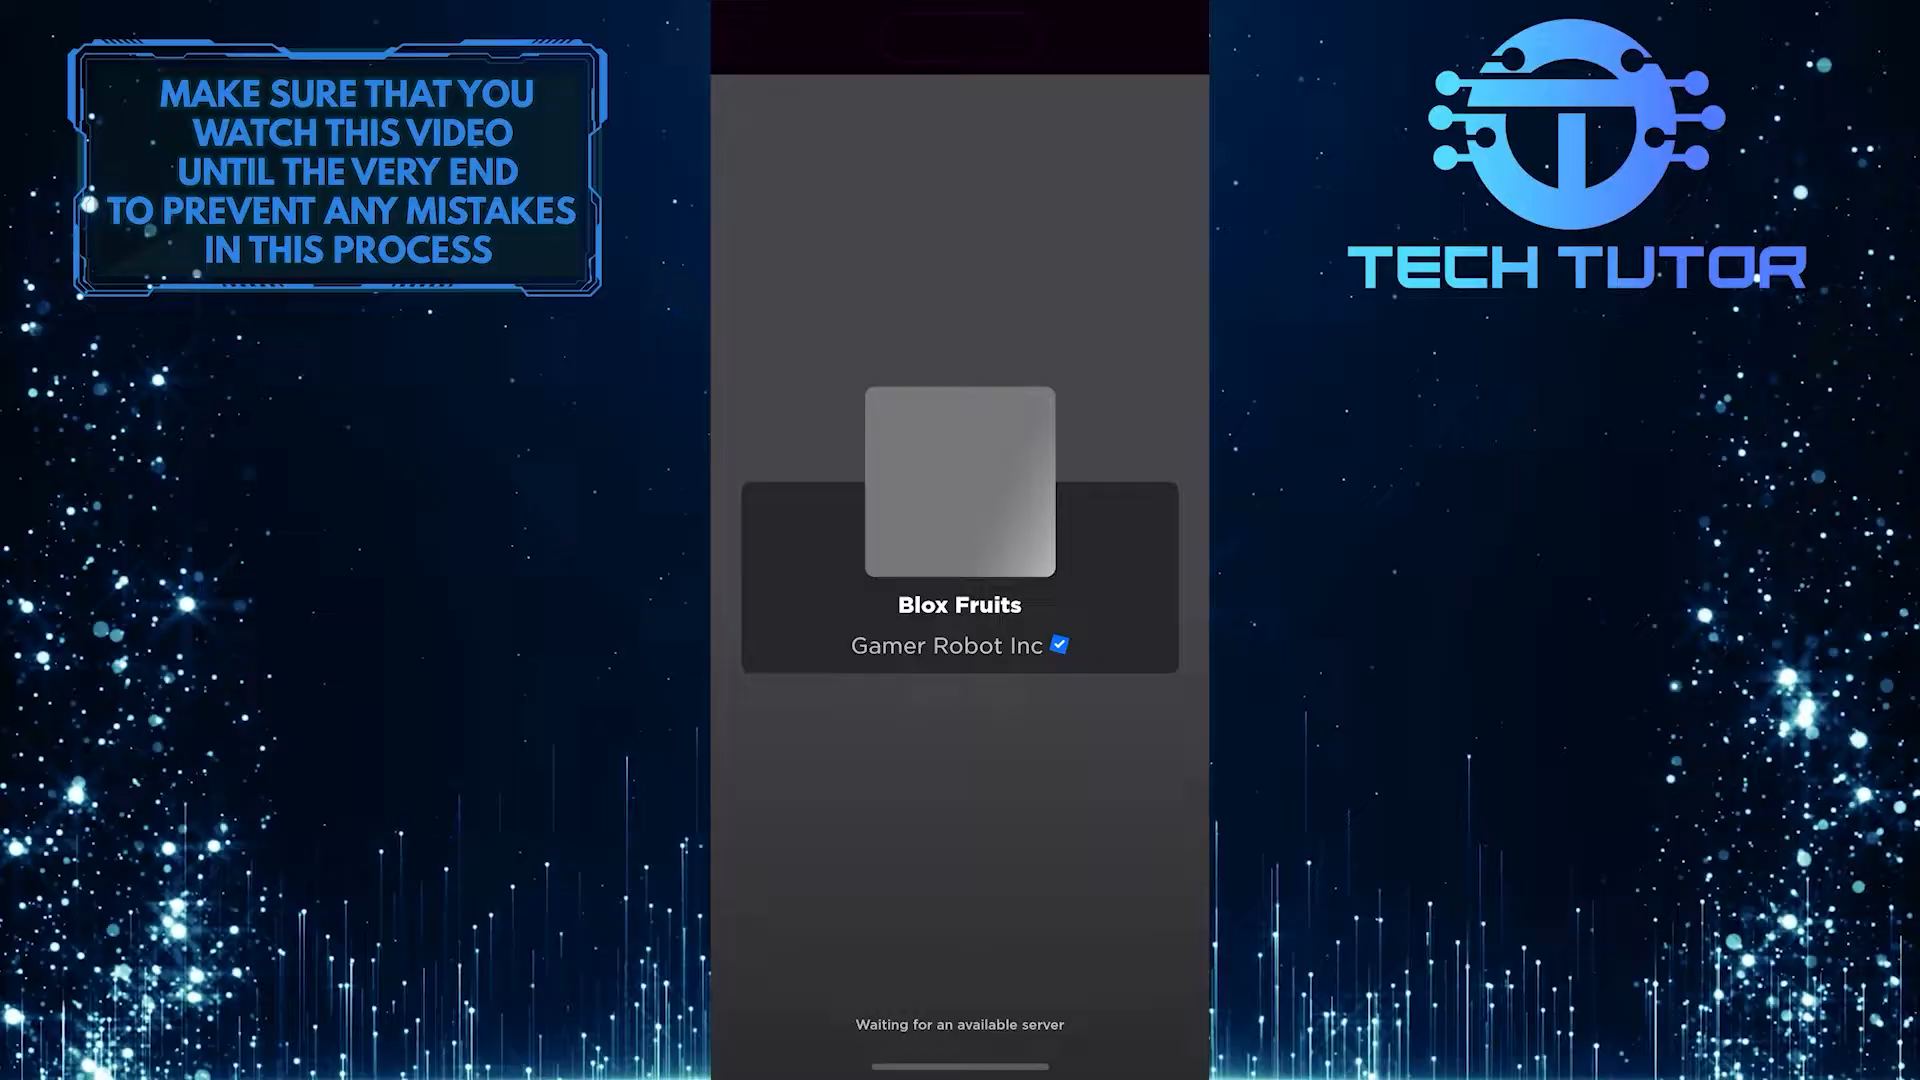 MAKE SURE THAT YOU
WATCH THIS VIDEO
UNTIL THE VERY END
TO PREVENT ANY MISTAKES
IN THIS PROCESS
TECH TUTOR
Blox Fruits
Gamer Robot Inc
Waiting for an available server